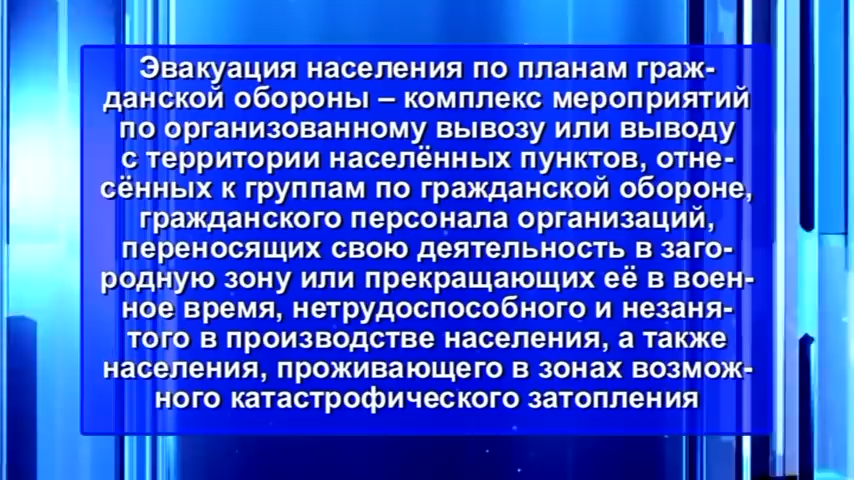 Эвакуация населения по планам граж-
данской обороны – комплекс мероприятий
по организованному вывозу или выводу
с территории населённых пунктов, отне-
сённых к группам по гражданской обороне,
гражданского персонала организаций,
переносящих свою деятельность в заго-
родную зону или прекращающих её в воен-
ное время, нетрудоспособного и незаня-
того в производстве населения, а также
населения, проживающего в зонах возмож-
ного катастрофического затопления